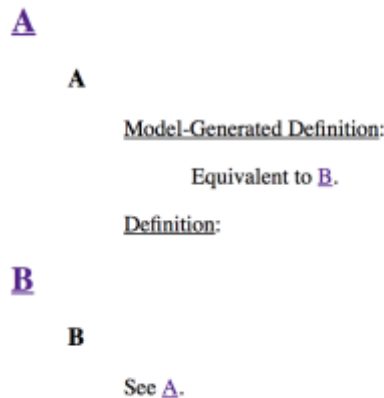 A
A
Model-Generated Definition:
Equivalent to B.
Definition:
B
B
See A.